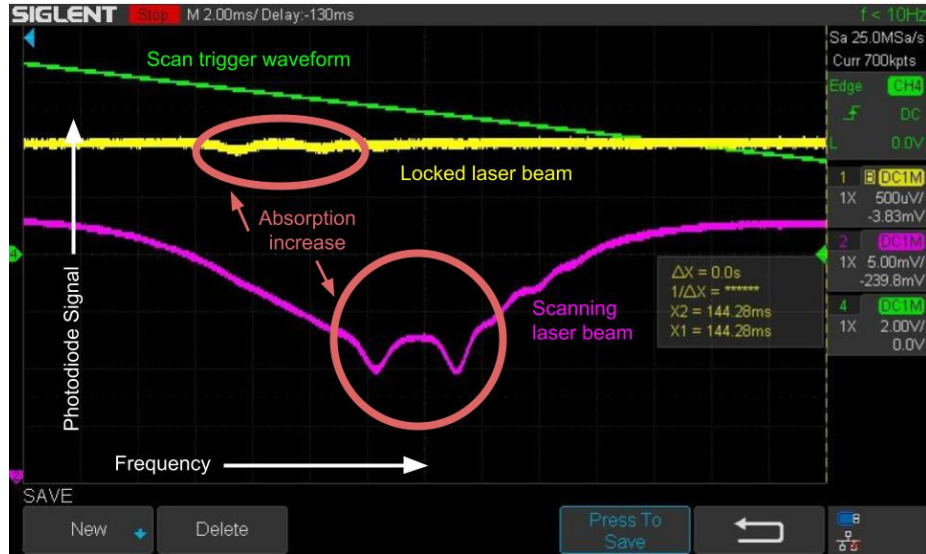 SIGLENT Stop M 2.00ms/ Delay:-130ms f < 10Hz
Sa 25.0MSa/s
Curr 700kpts
Edge CH4
DC
L 0.0V
1 B DC1M
1X 500uV/
-3.83mV
2 DC1M
1X 5.00mV/
-239.8mV
4 DC1M
1X 2.00V/
0.0V
Scan trigger waveform
Locked laser beam
Absorption
increase
Photodiode Signal
4
ΔX = 0.0s
1/ΔX = ******
X2 = 144.28ms
X1 = 144.28ms
Scanning
laser beam
Frequency
2
SAVE
New
Delete
Press To
Save